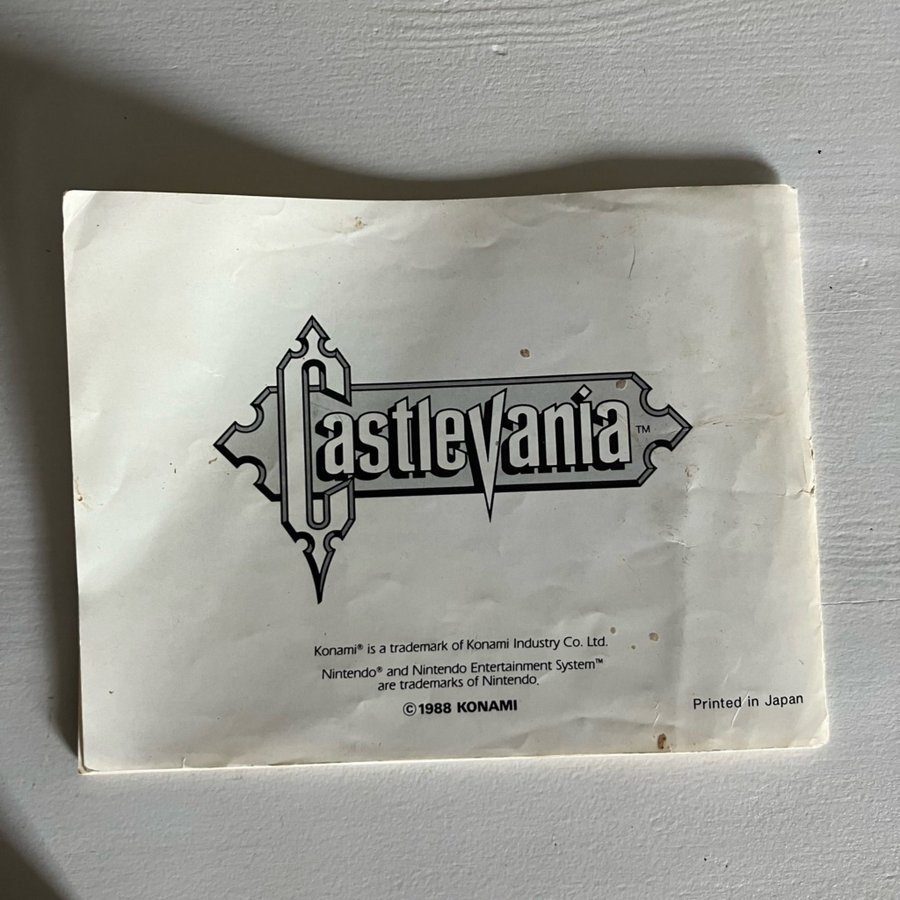 Castlevania™
Konami® is a trademark of Konami Industry Co. Ltd.
Nintendo® and Nintendo Entertainment System™
are trademarks of Nintendo.
©1988 KONAMI
Printed in Japan